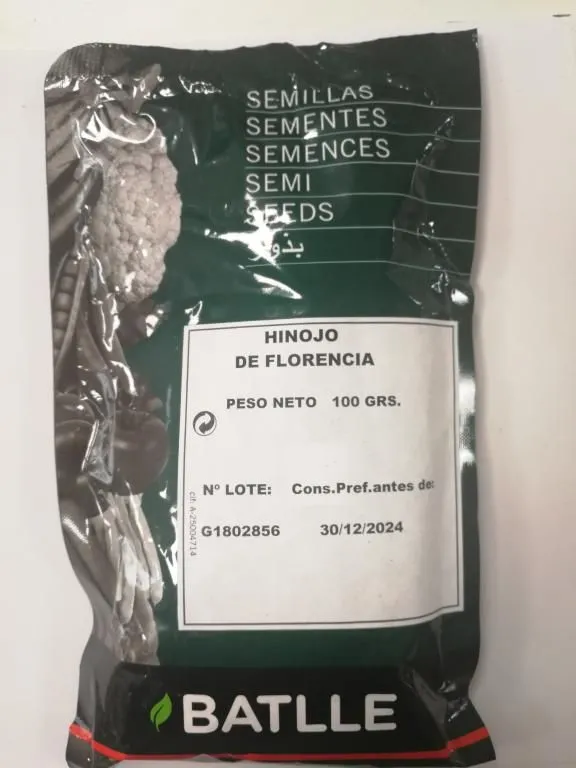 SEMILLAS
SEMENTES
SEMENCES
SEMI
SEEDS
بذور
HINOJO
DE FLORENCIA
PESO NETO 100 GRS.
Nº LOTE: Cons.Pref.antes de:
G1802856 30/12/2024
cif: A-25004714
BATLLE